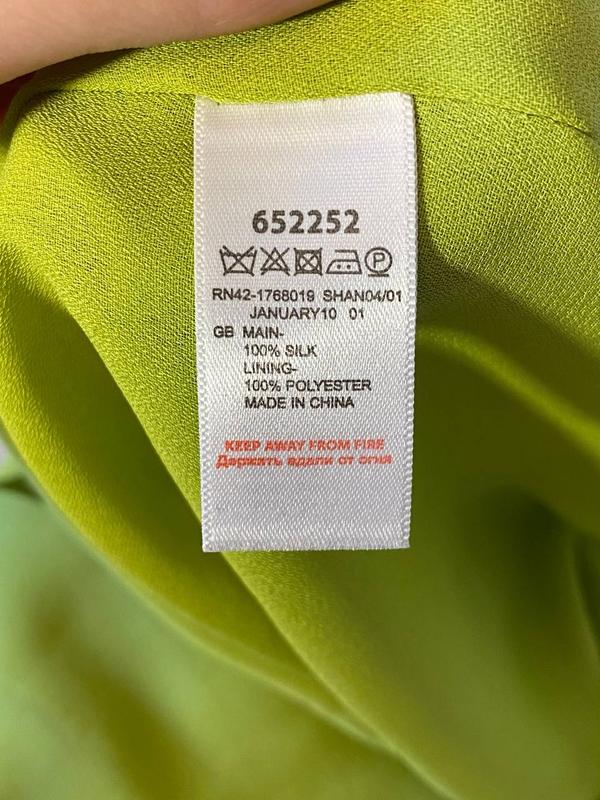 652252
P
RN42-1768019 SHAN04/01
JANUARY10 01
GB MAIN-
100% SILK
LINING-
100% POLYESTER
MADE IN CHINA
KEEP AWAY FROM FIRE
Держать вдали от огня